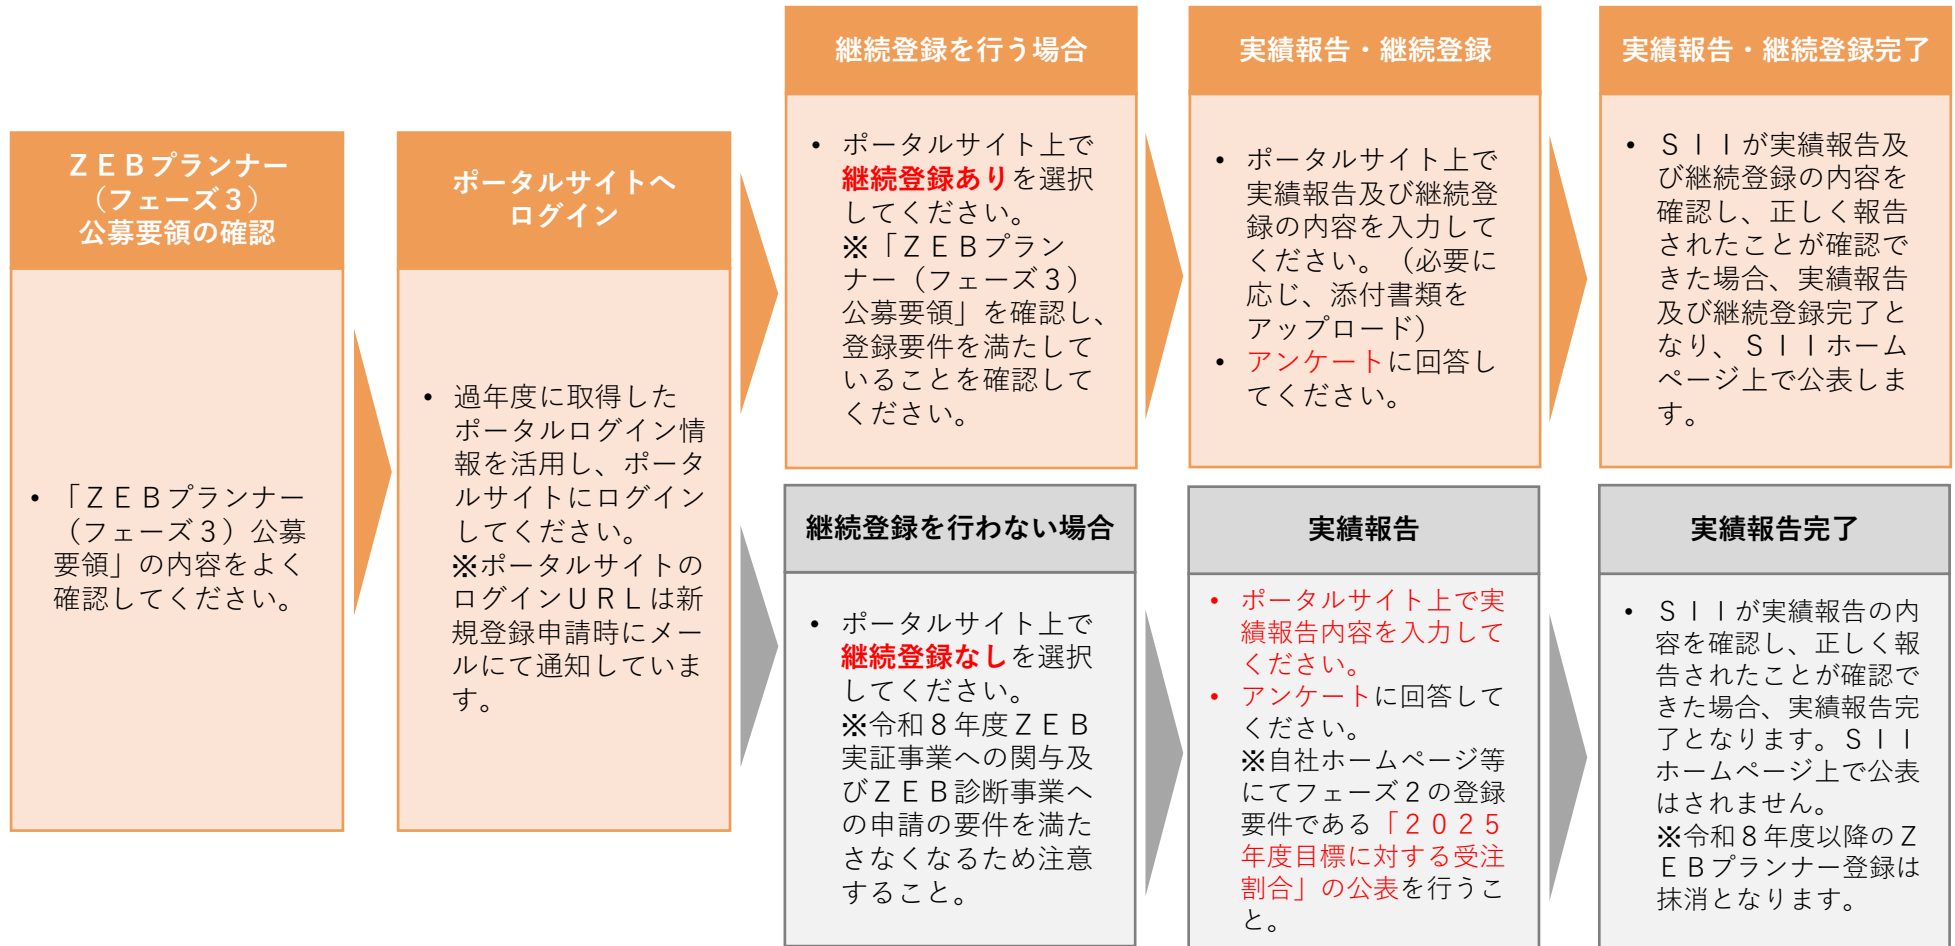 ＺＥＢプランナー
（フェーズ３）
公募要領の確認
• 「ＺＥＢプランナー
（フェーズ３）公募
要領」の内容をよく
確認してください。
ポータルサイトへ
ログイン
• 過年度に取得した
ポータルログイン情
報を活用し、ポータ
ルサイトにログイン
してください。
※ポータルサイトの
ログインＵＲＬは新
規登録申請時にメー
ルにて通知していま
す。
継続登録を行う場合
• ポータルサイト上で
継続登録ありを選択
してください。
※「ＺＥＢプラン
ナー（フェーズ３）
公募要領」を確認し、
登録要件を満たして
いることを確認して
ください。
実績報告・継続登録
• ポータルサイト上で
実績報告及び継続登
録の内容を入力して
ください。（必要に
応じ、添付書類を
アップロード）
• アンケートに回答し
てください。
実績報告・継続登録完了
• ＳＩＩが実績報告及
び継続登録の内容を
確認し、正しく報告
されたことが確認で
きた場合、実績報告
及び継続登録完了と
なり、ＳＩＩホーム
ページ上で公表しま
す。
継続登録を行わない場合
• ポータルサイト上で
継続登録なしを選択
してください。
※令和８年度ＺＥＢ
実証事業への関与及
びＺＥＢ診断事業へ
の申請の要件を満た
さなくなるため注意
すること。
実績報告
• ポータルサイト上で実
績報告内容を入力して
ください。
• アンケートに回答して
ください。
※自社ホームページ等
にてフェーズ２の登録
要件である「２０２５
年度目標に対する受注
割合」の公表を行うこ
と。
実績報告完了
• ＳＩＩが実績報告の内
容を確認し、正しく報
告されたことが確認で
きた場合、実績報告完
了となります。ＳＩＩ
ホームページ上で公表
はされません。
※令和８年度以降のＺ
ＥＢプランナー登録は
抹消となります。